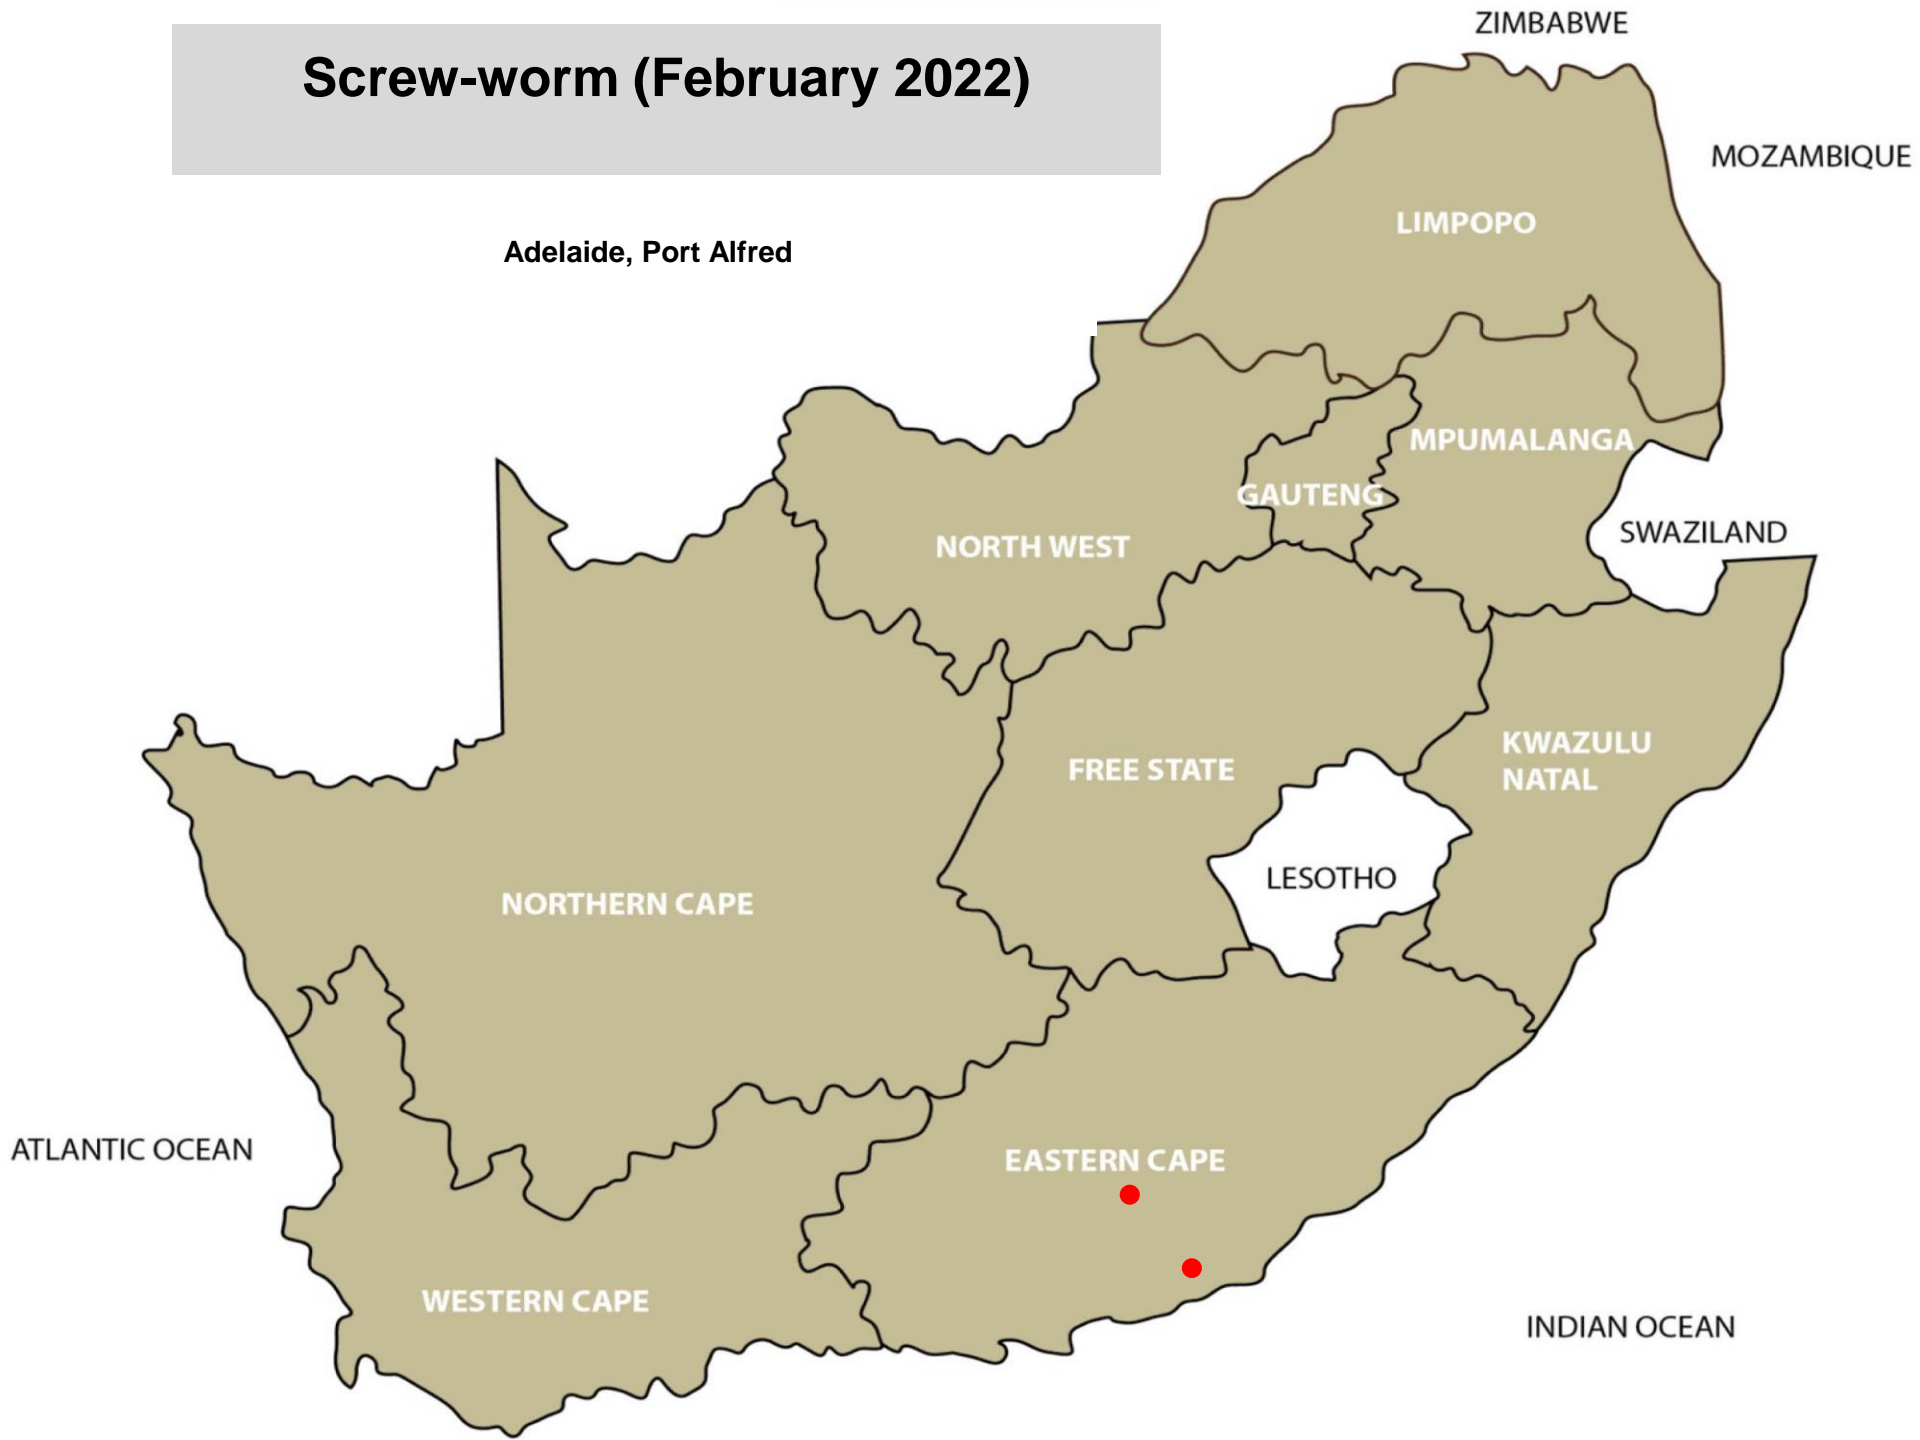 ZIMBABWE
Screw-worm (February 2022)
MOZAMBIQUE
LIMPOPO
Adelaide, Port Alfred
MPUMALANGA
GAUTENG
SWAZILAND
NORTH WEST
KWAZULU
NATAL
FREE STATE
LESOTHO
NORTHERN CAPE
ATLANTIC OCEAN
EASTERN CAPE
WESTERN CAPE
INDIAN OCEAN